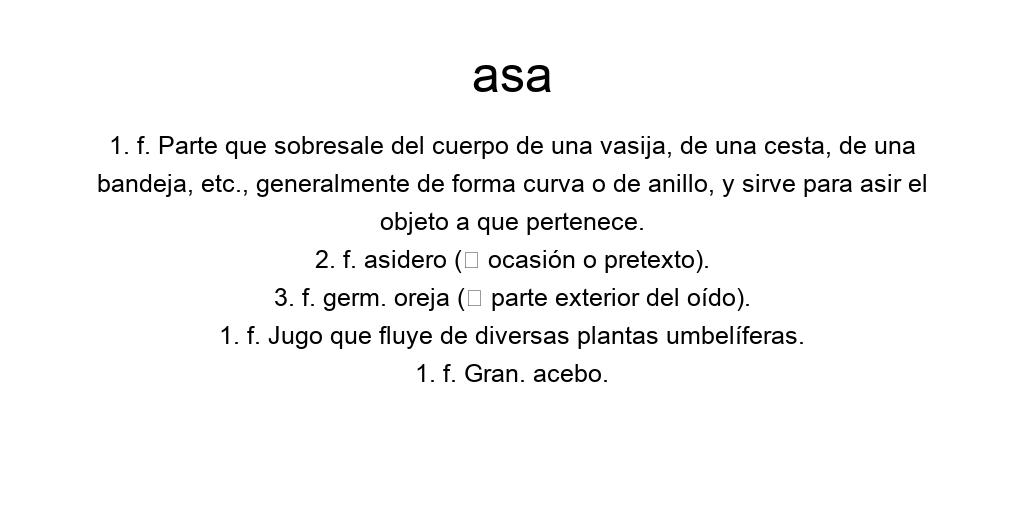 asa
1. f. Parte que sobresale del cuerpo de una vasija, de una cesta, de una
bandeja, etc., generalmente de forma curva o de anillo, y sirve para asir el
objeto a que pertenece.
2. f. asidero (□ ocasión o pretexto).
3. f. germ. oreja (□ parte exterior del oído).
1. f. Jugo que fluye de diversas plantas umbelíferas.
1. f. Gran. acebo.